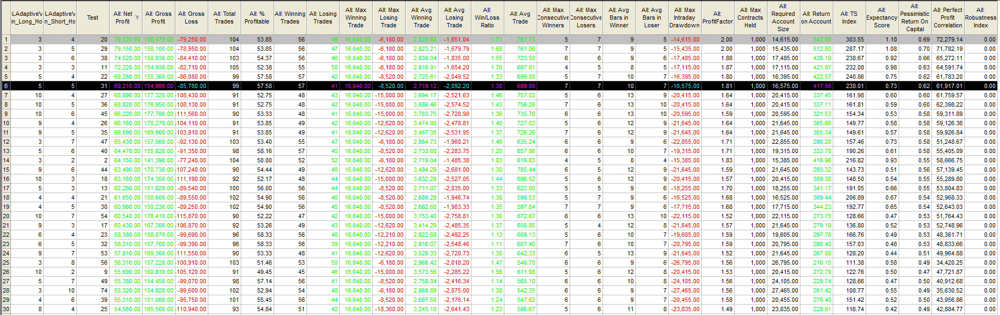 :LAdaptiveV
in_Long_Ho
:LAdaptiveV
n_Short_Ho
Test
All: Net
Profit
All: Gross
Profit
All: Gross
Loss
All: Total
Trades
All: %
Profitable
All: Winning
Trades
All: Losing
Trades
All: Max
Winning
Trade
All: Max
Losing
Trade
All: Avg
Winning
Trade
All: Avg
Losing
Trade
All:
Win/Loss
Ratio
All: Avg
Trade
All: Max
Consecutive
Winners
All: Max
Consecutive
Losers
All: Avg
Bars in
Winner
All: Avg
Bars in
Loser
All: Max
Intraday
Drawdown
All:
ProfitFactor
All: Max
Contracts
Held
All:
Required
Account
Size
All: Return
on Account
All: TS
Index
All:
Expectancy
Score
All:
Pessimistic
Return On
Capital
All: Perfect
Profit
Correlation
All:
Robustness
Index
1 3 4 20 79,220.00 158,470.00 -79,250.00 104 53.85 56 48 16,040.00 -6,180.00 2,829.82 -1,651.04 1.71 761.73 5 7 9 5 -14,615.00 2.00 1,000 14,615.00 542.05 303.55 1.10 0.69 72,279.14 0.00
2 3 5 29 79,150.00 158,100.00 -78,950.00 104 53.85 56 47 16,040.00 -6,180.00 2,823.21 -1,679.79 1.68 761.06 7 7 9 5 -15,435.00 2.00 1,000 15,435.00 512.80 287.17 1.08 0.70 71,782.19 0.00
3 3 6 38 74,520.00 158,930.00 -84,410.00 103 54.37 56 46 16,040.00 -6,180.00 2,838.04 -1,835.00 1.55 723.50 6 7 9 6 -17,485.00 1.88 1,000 17,485.00 426.19 238.67 0.92 0.66 65,272.11 0.00
4 3 3 11 72,220.00 154,930.00 -82,710.00 105 52.38 55 50 16,040.00 -6,180.00 2,816.91 -1,654.20 1.70 687.81 4 5 8 5 -17,115.00 1.87 1,000 17,115.00 421.97 232.08 0.98 0.63 64,591.74 0.00
5 5 4 22 69,280.00 155,360.00 -86,080.00 99 57.58 57 42 16,040.00 -8,520.00 2,725.61 -2,049.52 1.33 699.80 5 7 10 7 -16,395.00 1.80 1,000 16,395.00 422.57 240.86 0.75 0.62 61,783.20 0.00
6 5 5 31 69,210.00 154,990.00 -85,780.00 99 57.58 57 41 16,040.00 -8,520.00 2,719.12 -2,092.20 1.30 699.09 7 7 10 7 -16,575.00 1.81 1,000 16,575.00 417.56 238.01 0.73 0.62 61,917.01 0.00
7 10 4 27 68,890.00 177,320.00 -108,430.00 91 52.75 48 43 16,040.00 -15,000.00 3,694.17 -2,521.63 1.46 757.03 5 6 13 9 -20,415.00 1.64 1,000 20,415.00 337.45 161.98 0.60 0.60 61,759.57 0.00
8 10 5 36 68,820.00 176,950.00 -108,130.00 91 52.75 48 42 16,040.00 -15,000.00 3,686.46 -2,574.52 1.43 756.26 7 6 13 10 -20,415.00 1.64 1,000 20,415.00 337.11 161.81 0.59 0.60 62,398.22 0.00
9 10 6 45 66,220.00 177,780.00 -111,560.00 90 53.33 48 41 16,040.00 -15,000.00 3,703.75 -2,720.98 1.36 735.78 6 6 13 10 -20,595.00 1.59 1,000 20,595.00 321.53 154.34 0.53 0.58 59,311.89 0.00
10 9 4 26 66,160.00 170,270.00 -104,110.00 91 53.85 49 42 16,040.00 -12,620.00 3,474.90 -2,478.81 1.40 727.03 5 6 12 9 -21,645.00 1.64 1,000 21,645.00 305.66 149.77 0.58 0.58 59,126.36 0.00
11 9 5 35 66,090.00 169,900.00 -103,810.00 91 53.85 49 41 16,040.00 -12,620.00 3,467.35 -2,531.95 1.37 726.26 7 6 12 9 -21,645.00 1.64 1,000 21,645.00 305.34 149.61 0.57 0.58 59,926.84 0.00
12 3 7 47 65,430.00 157,560.00 -92,130.00 103 53.40 55 47 16,040.00 -6,180.00 2,864.73 -1,960.21 1.46 635.24 6 6 9 6 -22,855.00 1.71 1,000 22,855.00 286.28 157.46 0.73 0.58 51,248.67 0.00
13 5 6 40 64,470.00 155,820.00 -91,350.00 98 58.16 57 40 16,040.00 -8,520.00 2,733.68 -2,283.75 1.20 657.86 6 6 10 7 -19,315.00 1.71 1,000 19,315.00 333.78 190.26 0.61 0.58 55,405.09 0.00
14 3 2 2 64,150.00 141,390.00 -77,240.00 104 50.00 52 52 16,040.00 -6,180.00 2,719.04 -1,485.38 1.83 616.83 4 5 8 4 -15,385.00 1.83 1,000 15,385.00 416.96 216.82 0.93 0.55 58,666.75 0.00
15 9 6 44 63,490.00 170,730.00 -107,240.00 90 54.44 49 40 16,040.00 -12,620.00 3,484.29 -2,681.00 1.30 705.44 6 6 12 9 -21,645.00 1.59 1,000 21,645.00 293.32 143.73 0.51 0.56 57,139.45 0.00
16 10 3 18 63,160.00 174,350.00 -111,190.00 92 52.17 48 44 16,040.00 -15,000.00 3,632.29 -2,527.05 1.44 686.52 5 5 12 9 -20,415.00 1.57 1,000 20,415.00 309.38 148.50 0.54 0.55 55,289.80 0.00
17 5 3 13 62,280.00 151,820.00 -89,540.00 100 56.00 56 44 16,040.00 -8,520.00 2,711.07 -2,035.00 1.33 622.80 5 5 9 6 -18,255.00 1.70 1,000 18,255.00 341.17 191.05 0.66 0.55 53,804.83 0.00
18 4 4 21 61,050.00 150,600.00 -89,550.00 102 54.90 56 46 16,040.00 -8,520.00 2,689.29 -1,946.74 1.38 598.53 5 7 9 6 -16,525.00 1.68 1,000 16,525.00 369.44 206.89 0.67 0.54 52,968.33 0.00
19 4 5 30 60,980.00 150,230.00 -89,250.00 102 54.90 56 45 16,040.00 -8,520.00 2,682.68 -1,983.33 1.35 597.84 7 7 9 6 -17,715.00 1.68 1,000 17,715.00 344.23 192.77 0.65 0.54 52,643.03 0.00
20 10 7 54 60,540.00 176,410.00 -115,870.00 90 52.22 47 42 16,040.00 -15,000.00 3,753.40 -2,758.81 1.36 672.67 6 6 13 10 -22,115.00 1.52 1,000 22,115.00 273.75 128.66 0.47 0.53 51,764.43 0.00
21 9 3 17 60,430.00 167,300.00 -106,870.00 92 53.26 49 43 16,040.00 -12,620.00 3,414.29 -2,485.35 1.37 656.85 5 4 12 8 -21,645.00 1.57 1,000 21,645.00 279.19 136.80 0.52 0.53 52,748.96 0.00
22 6 4 23 58,380.00 158,070.00 -99,690.00 96 58.33 56 40 16,040.00 -12,210.00 2,822.68 -2,492.25 1.13 608.13 5 6 10 7 -19,605.00 1.59 1,000 19,605.00 297.78 166.76 0.49 0.53 48,361.71 0.00
23 6 5 32 58,310.00 157,700.00 -99,390.00 96 58.33 56 39 16,040.00 -12,210.00 2,816.07 -2,548.46 1.11 607.40 7 6 10 7 -20,795.00 1.59 1,000 20,795.00 280.40 157.03 0.48 0.53 48,833.66 0.00
24 9 7 53 57,810.00 169,360.00 -111,550.00 90 53.33 48 41 16,040.00 -12,620.00 3,528.33 -2,720.73 1.30 642.33 6 5 13 9 -21,645.00 1.52 1,000 21,645.00 267.08 128.20 0.44 0.51 49,964.88 0.00
25 3 8 56 56,310.00 157,220.00 -100,910.00 103 51.46 53 50 16,040.00 -6,180.00 2,966.42 -2,018.20 1.47 546.70 6 6 9 6 -26,795.00 1.56 1,000 26,795.00 210.15 111.38 0.58 0.49 34,420.25 0.00
26 10 2 9 55,690.00 160,810.00 -105,120.00 91 49.45 45 46 16,040.00 -15,000.00 3,573.56 -2,285.22 1.56 611.98 5 5 12 8 -20,415.00 1.53 1,000 20,415.00 272.79 122.76 0.50 0.47 47,721.87 0.00
27 5 7 49 55,380.00 154,450.00 -99,070.00 98 57.14 56 41 16,040.00 -8,520.00 2,758.04 -2,416.34 1.14 565.10 6 6 10 8 -24,105.00 1.56 1,000 24,105.00 229.74 128.66 0.47 0.50 40,912.68 0.00
28 3 10 74 55,320.00 154,920.00 -99,600.00 102 52.94 54 48 16,040.00 -6,180.00 2,868.89 -2,075.00 1.38 542.35 6 6 9 7 -27,465.00 1.56 1,000 27,465.00 201.42 108.77 0.55 0.49 35,630.52 0.00
29 4 6 39 55,310.00 151,060.00 -95,750.00 101 55.45 56 44 16,040.00 -8,520.00 2,697.50 -2,176.14 1.24 547.62 6 6 9 7 -20,455.00 1.58 1,000 20,455.00 270.40 151.42 0.52 0.50 43,956.86 0.00
30 8 4 25 54,560.00 165,500.00 -110,940.00 93 54.84 51 42 16,040.00 -18,360.00 3,245.10 -2,641.43 1.23 586.67 5 6 11 8 -23,835.00 1.49 1,000 23,835.00 228.91 116.74 0.42 0.49 42,884.77 0.00